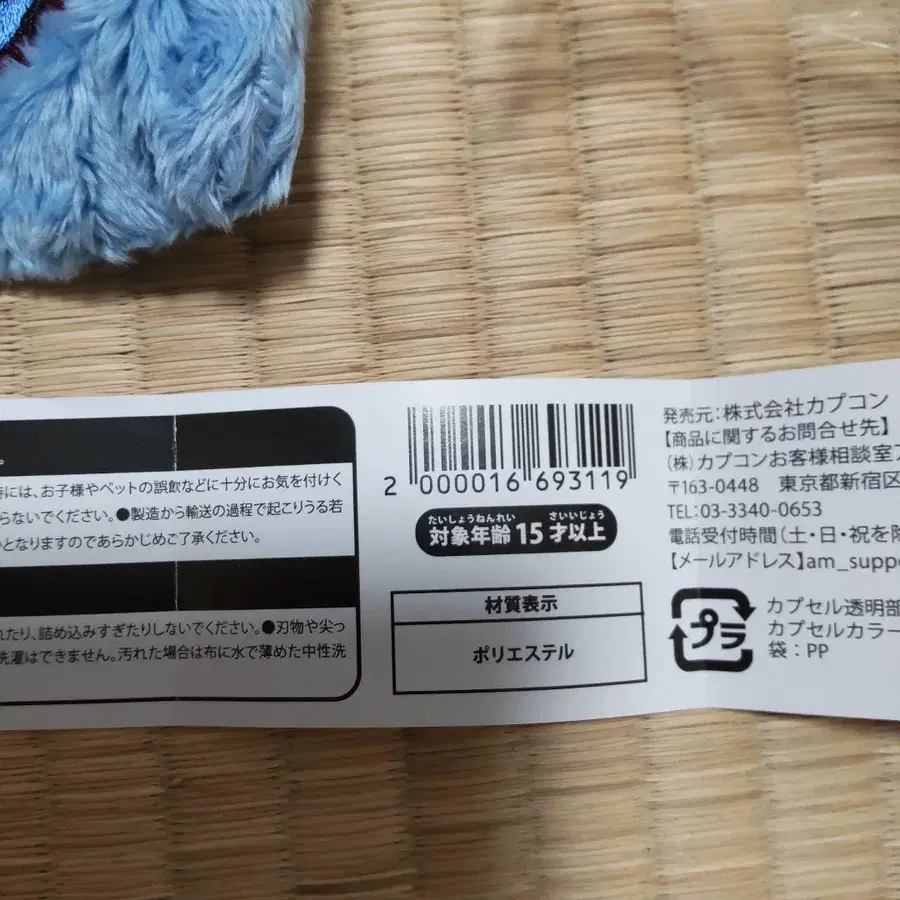 。
時には、お子様やペットの誤飲などに十分にお気を付けく
らないでください。●製造から輸送の過程で起こりうる若
となりますのであらかじめご了承ください。
れたり、詰め込みすぎたりしないでください。●刃物や尖っ
洗濯はできません。汚れた場合は布に水で薄めた中性洗
2 000016 693119
たいしょうねんれい さいいじょう
対象年齢 15 才以上
材質表示
ポリエステル
発売元：株式会社カプコン
【商品に関するお問合せ先】
(株) カプコンお客様相談室
〒163-0448 東京都新宿区
TEL：03-3340-0653
電話受付時間（土・日・祝を除
【メールアドレス】am_suppo
プラ
カプセル透明部
カプセルカラー
袋：PP